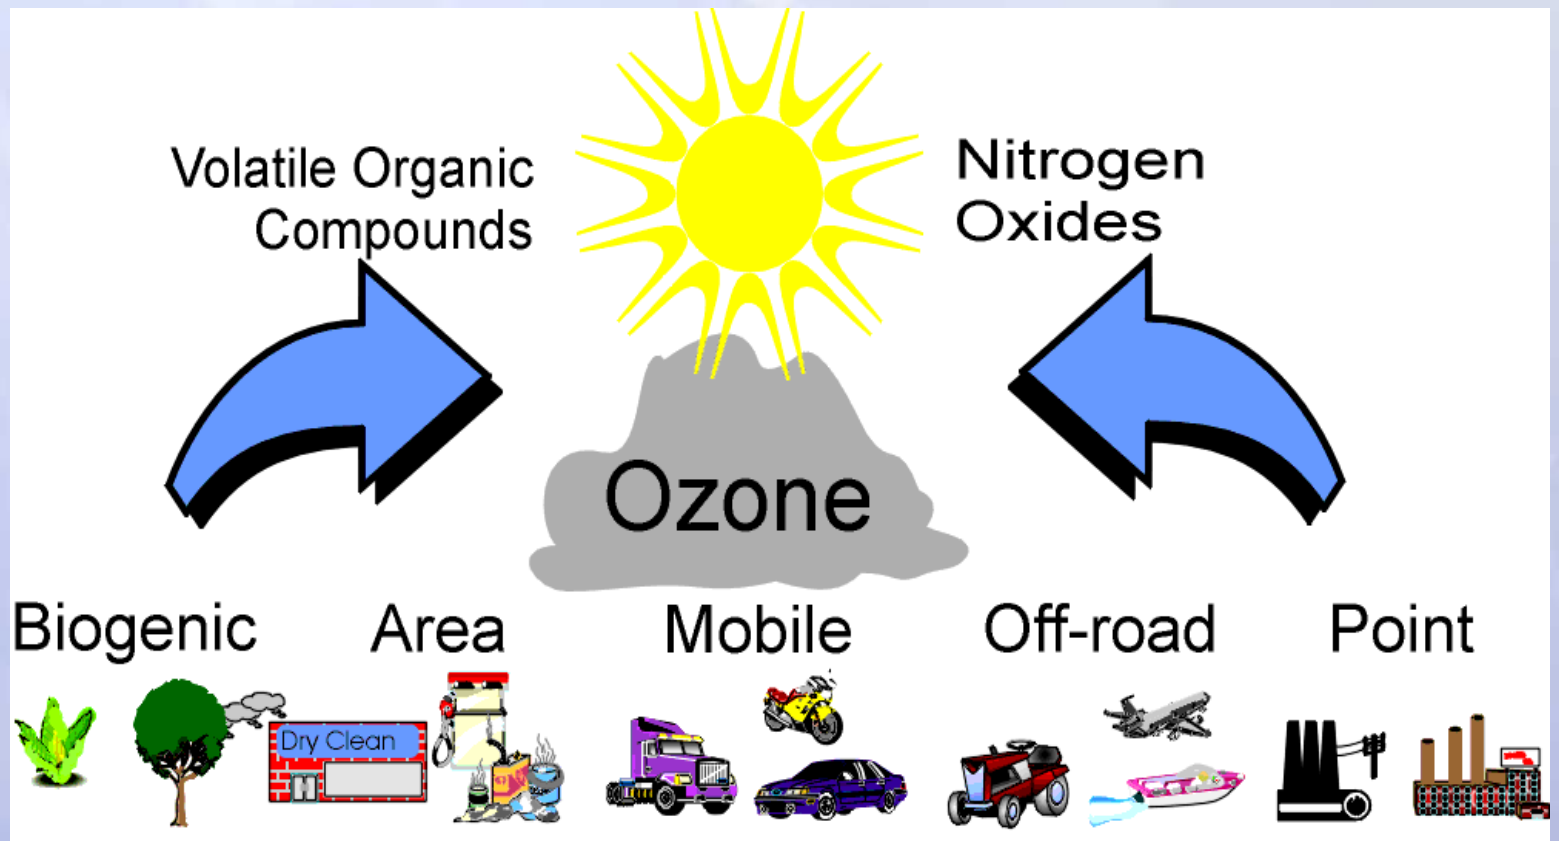 Volatile Organic
Compounds
Nitrogen
Oxides
Ozone
Biogenic
Area
Mobile
Off-road
Point
Dry Clean